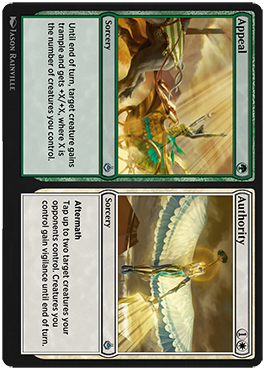 Appeal
Sorcery
Until end of turn, target creature gains
trample and gets +X/+X, where X is
the number of creatures you control.
JASON RAINVILLE
Authority
1
Sorcery
Aftermath
Tap up to two target creatures your
opponents control. Creatures you
control gain vigilance until end of turn.